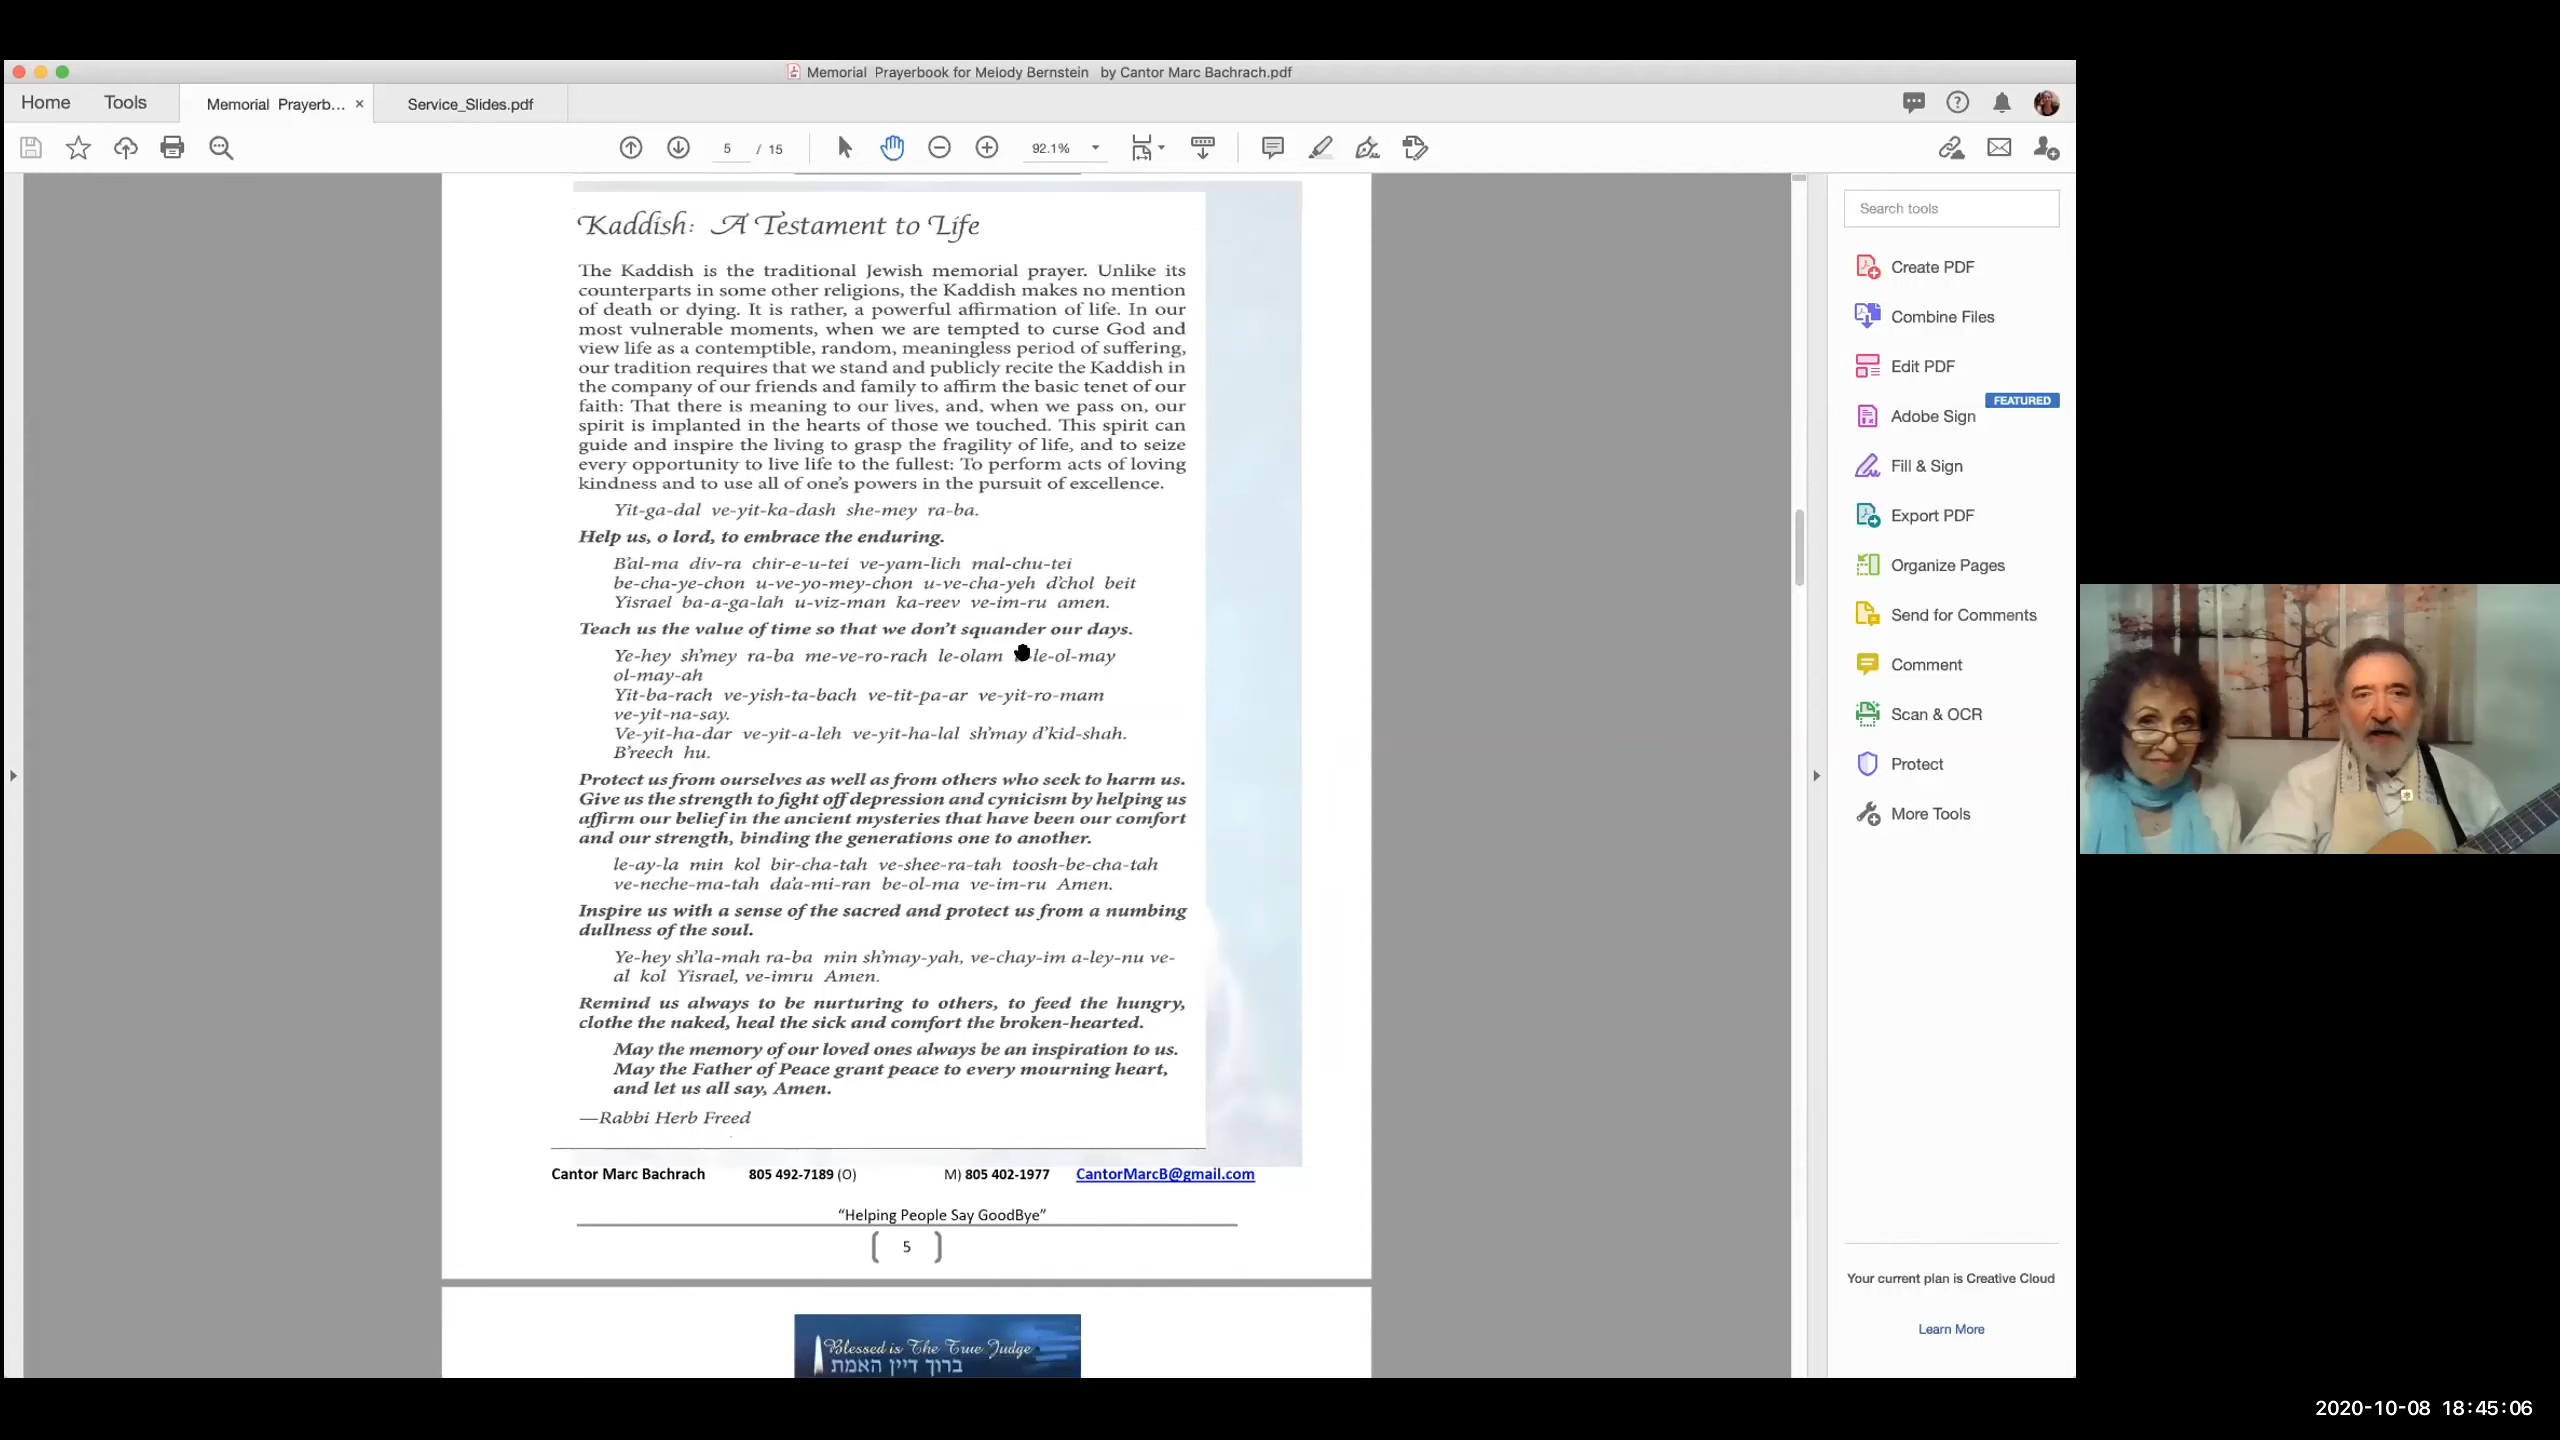 Memorial Prayerbook for Melody Bernstein by Cantor Marc Bachrach.pdf
Home
Tools
Memorial Prayerb... ×
Service_Slides.pdf
5 / 15
92.1%
Kaddish: A Testament to Life
The Kaddish is the traditional Jewish memorial prayer. Unlike its
counterparts in some other religions, the Kaddish makes no mention
of death or dying. It is rather, a powerful affirmation of life. In our
most vulnerable moments, when we are tempted to curse God and
view life as a contemptible, random, meaningless period of suffering,
our tradition requires that we stand and publicly recite the Kaddish in
the company of our friends and family to affirm the basic tenet of our
faith: That there is meaning to our lives, and, when we pass on, our
spirit is implanted in the hearts of those we touched. This spirit can
guide and inspire the living to grasp the fragility of life, and to seize
every opportunity to live life to the fullest: To perform acts of loving
kindness and to use all of one's powers in the pursuit of excellence.
Yit-ga-dal ve-yit-ka-dash she-mey ra-ba.
Help us, o lord, to embrace the enduring.
B'al-ma div-ra chir-e-u-tei ve-yam-lich mal-chu-tei
be-cha-ye-chon u-ve-yo-mey-chon u-ve-cha-yeh d'chol beit
Yisrael ba-a-ga-lah u-viz-man ka-reev ve-im-ru amen.
Teach us the value of time so that we don't squander our days.
Ye-hey sh'mey ra-ba me-ve-ro-rach le-olam le-ol-may
ol-may-ah
Yit-ba-rach ve-yish-ta-bach ve-tit-pa-ar ve-yit-ro-mam
ve-yit-na-say.
Ve-yit-ha-dar ve-yit-a-leh ve-yit-ha-lal sh'may d'kid-shah.
B'reech hu.
Protect us from ourselves as well as from others who seek to harm us.
Give us the strength to fight off depression and cynicism by helping us
affirm our belief in the ancient mysteries that have been our comfort
and our strength, binding the generations one to another.
le-ay-la min kol bir-cha-tah ve-shee-ra-tah toosh-be-cha-tah
ve-neche-ma-tah da'a-mi-ran be-ol-ma ve-im-ru Amen.
Inspire us with a sense of the sacred and protect us from a numbing
dullness of the soul.
Ye-hey sh'la-mah ra-ba min sh'may-yah, ve-chay-im a-ley-nu ve-
al kol Yisrael, ve-imru Amen.
Remind us always to be nurturing to others, to feed the hungry,
clothe the naked, heal the sick and comfort the broken-hearted.
May the memory of our loved ones always be an inspiration to us.
May the Father of Peace grant peace to every mourning heart,
and let us all say, Amen.
—Rabbi Herb Freed
Cantor Marc Bachrach 805 492-7189 (O) M) 805 402-1977 CantorMarcB@gmail.com
“Helping People Say GoodBye”
5
Blessed is The True Judge
ברוך דיין האמת
Search tools
Create PDF
Combine Files
Edit PDF
FEATURED
Adobe Sign
Fill & Sign
Export PDF
Organize Pages
Send for Comments
Comment
Scan & OCR
Protect
More Tools
Your current plan is Creative Cloud
Learn More
2020-10-08 18:45:06